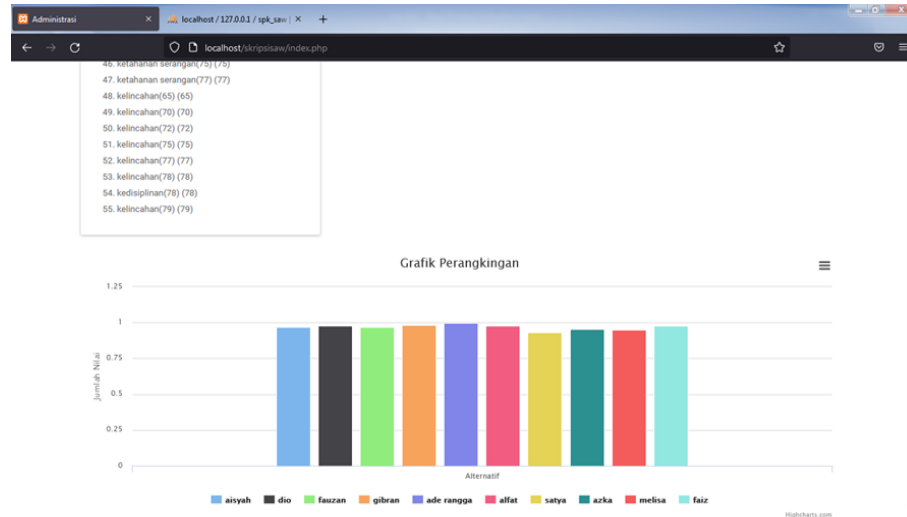 Administrasi
localhost / 127.0.0.1 / spk_saw |
localhost/skripsisaw/index.php
46. ketahanan serangan(75) (75)
47. ketahanan serangan(77) (77)
48. kelincahan(65) (65)
49. kelincahan(70) (70)
50. kelincahan(72) (72)
51. kelincahan(75) (75)
52. kelincahan(77) (77)
53. kelincahan(78) (78)
54. kedisiplinan(78) (78)
55. kelincahan(79) (79)
Grafik Perangkingan
Jumlah Nilai
1.25
1
0.75
0.5
0.25
0
Alternatif
aisyah dio fauzan gibran ade rangga alfat satya azka melisa faiz
Highcharts.com